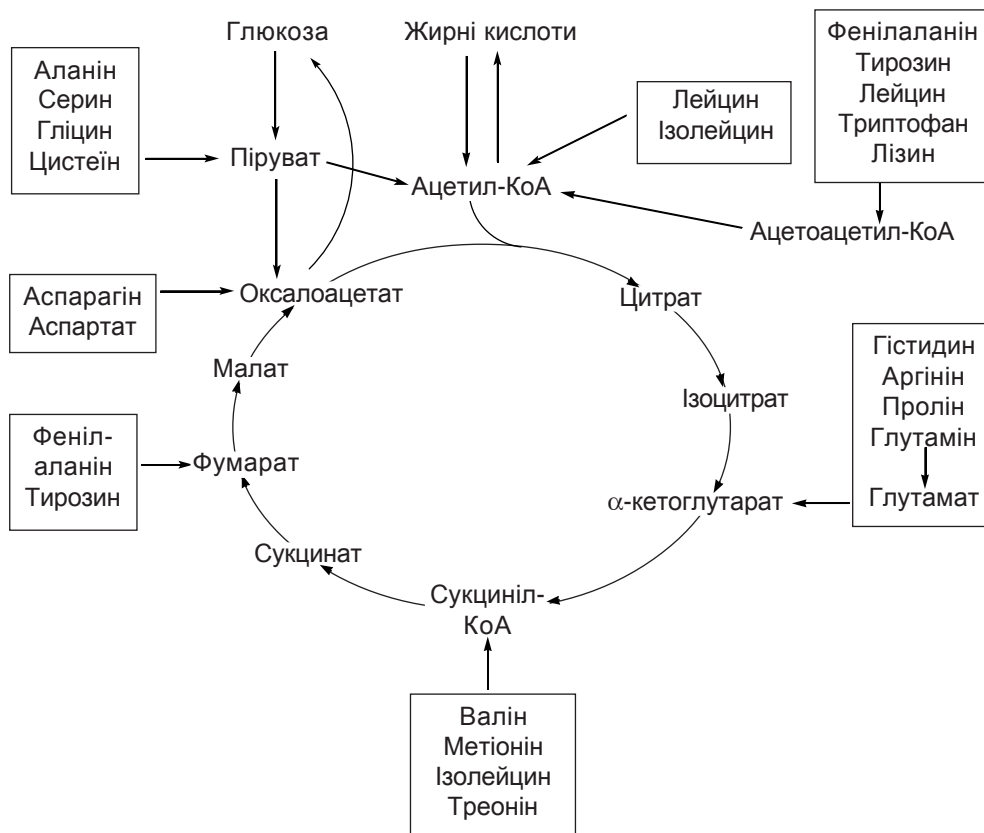 Глюкоза
Жирні кислоти
Фенілаланін
Тирозин
Лейцин
Триптофан
Лізин
Аланін
Серин
Гліцин
Цистеїн
Лейцин
Ізолейцин
Піруват
Ацетил-КоА
Ацетоацетил-КоА
Аспарагін
Аспартат
Оксалоацетат
Цитрат
Малат
Ізоцитрат
Гістидин
Аргінін
Пролін
Глутамін
Глутамат
Феніл-
аланін
Тирозин
Фумарат
α-кетоглутарат
Сукцинат
Сукциніл-
КоА
Валін
Метіонін
Ізолейцин
Треонін